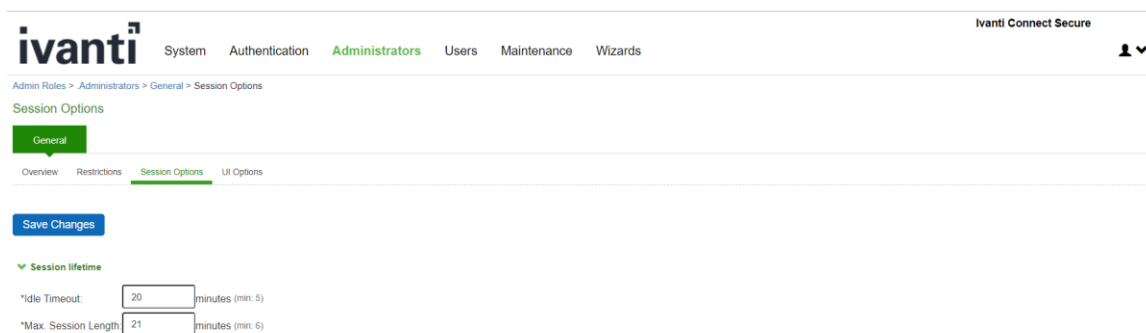 Ivanti Connect Secure
ivanti
System Authentication Administrators Users Maintenance Wizards
Admin Roles > .Administrators > General > Session Options
Session Options
General
Overview Restrictions Session Options UI Options
Save Changes
Session lifetime
*Idle Timeout: 20 minutes (min: 5)
*Max. Session Length: 21 minutes (min: 6)